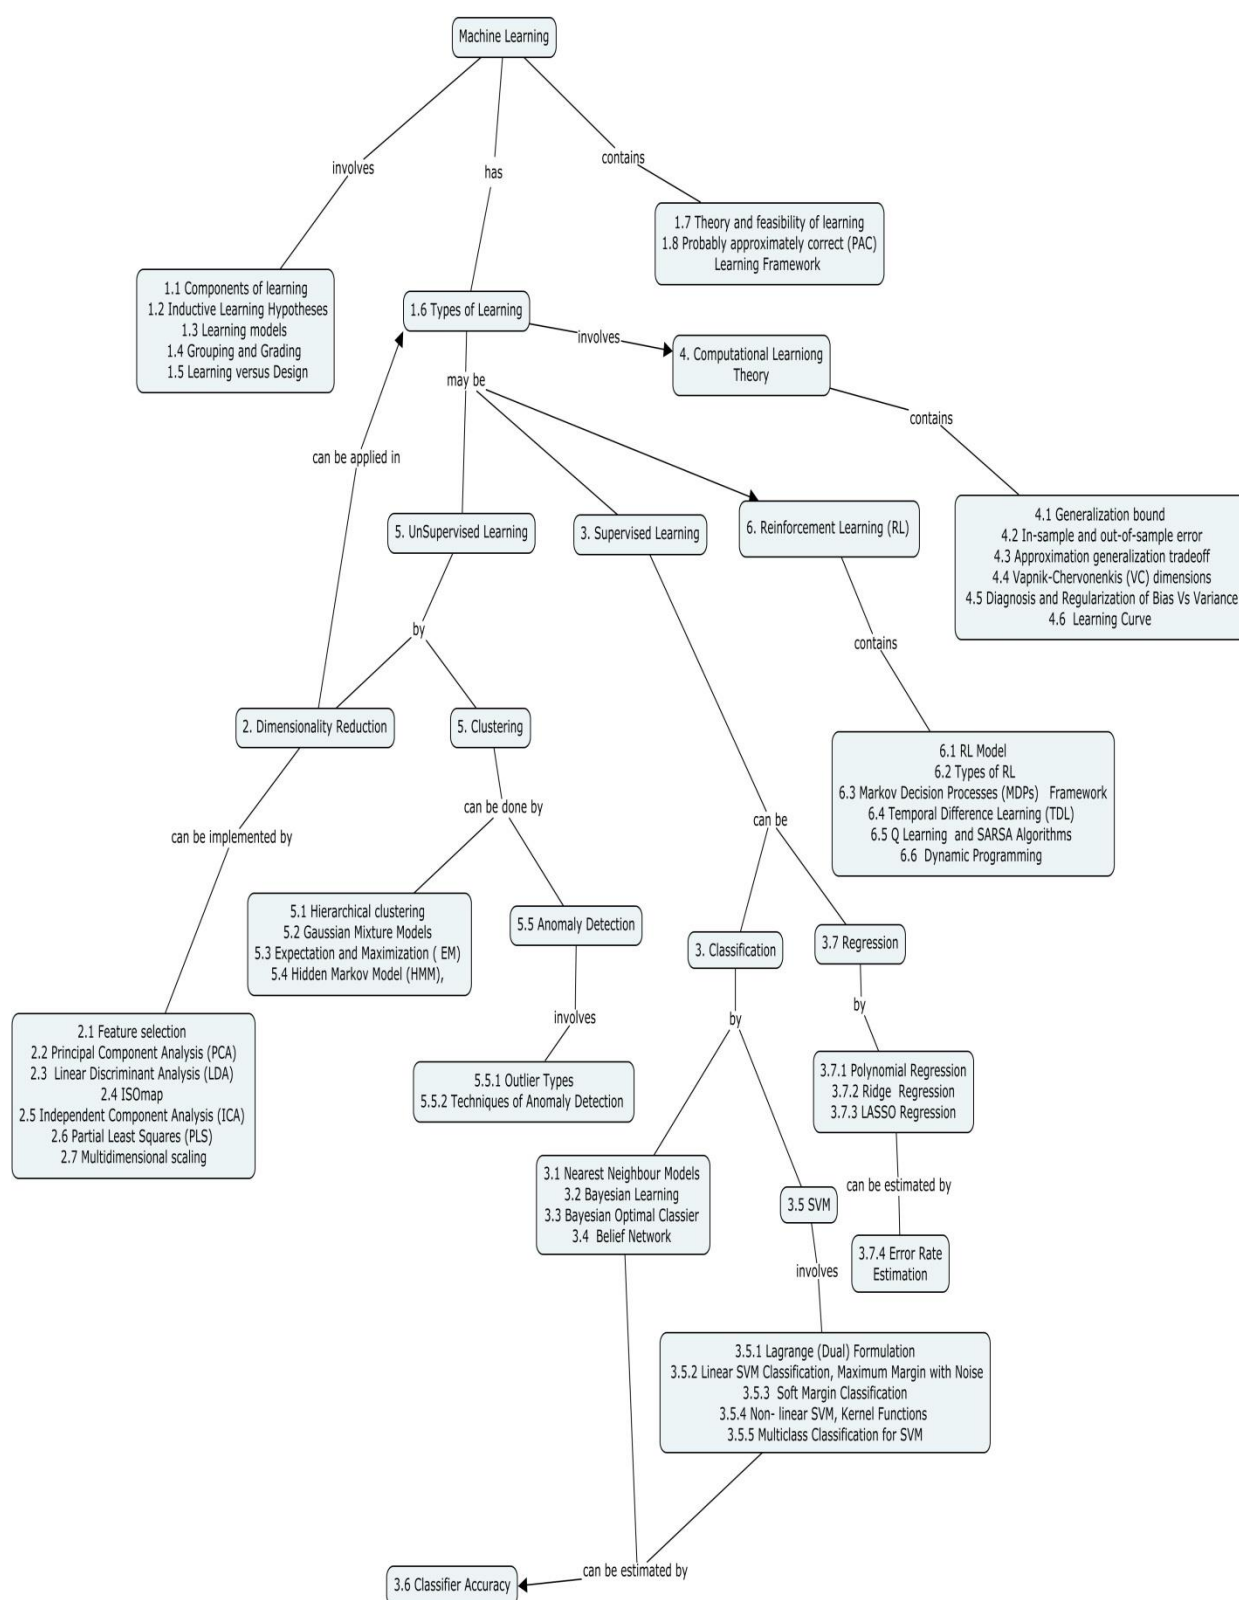 Machine Learning
involves
has
contains
1.7 Theory and feasibility of learning
1.8 Probably approximately correct (PAC)
Learning Framework
1.1 Components of learning
1.2 Inductive Learning Hypotheses
1.3 Learning models
1.4 Grouping and Grading
1.5 Learning versus Design
1.6 Types of Learning
involves
4. Computational Learniong
Theory
may be
contains
can be applied in
5. UnSupervised Learning
3. Supervised Learning
6. Reinforcement Learning (RL)
4.1 Generalization bound
4.2 In-sample and out-of-sample error
4.3 Approximation generalization tradeoff
4.4 Vapnik-Chervonenkis (VC) dimensions
4.5 Diagnosis and Regularization of Bias Vs Variance
4.6 Learning Curve
by
contains
2. Dimensionality Reduction
5. Clustering
6.1 RL Model
6.2 Types of RL
6.3 Markov Decision Processes (MDPs) Framework
6.4 Temporal Difference Learning (TDL)
6.5 Q Learning and SARSA Algorithms
6.6 Dynamic Programming
can be implemented by
can be done by
can be
5.1 Hierarchical clustering
5.2 Gaussian Mixture Models
5.3 Expectation and Maximization ( EM)
5.4 Hidden Markov Model (HMM),
5.5 Anomaly Detection
3. Classification
3.7 Regression
involves
by
by
2.1 Feature selection
2.2 Principal Component Analysis (PCA)
2.3 Linear Discriminant Analysis (LDA)
2.4 ISOmap
2.5 Independent Component Analysis (ICA)
2.6 Partial Least Squares (PLS)
2.7 Multidimensional scaling
5.5.1 Outlier Types
5.5.2 Techniques of Anomaly Detection
3.7.1 Polynomial Regression
3.7.2 Ridge Regression
3.7.3 LASSO Regression
3.1 Nearest Neighbour Models
3.2 Bayesian Learning
3.3 Bayesian Optimal Classier
3.4 Belief Network
3.5 SVM
can be estimated by
involves
3.7.4 Error Rate
Estimation
3.5.1 Lagrange (Dual) Formulation
3.5.2 Linear SVM Classification, Maximum Margin with Noise
3.5.3 Soft Margin Classification
3.5.4 Non- linear SVM, Kernel Functions
3.5.5 Multiclass Classification for SVM
can be estimated by
3.6 Classifier Accuracy